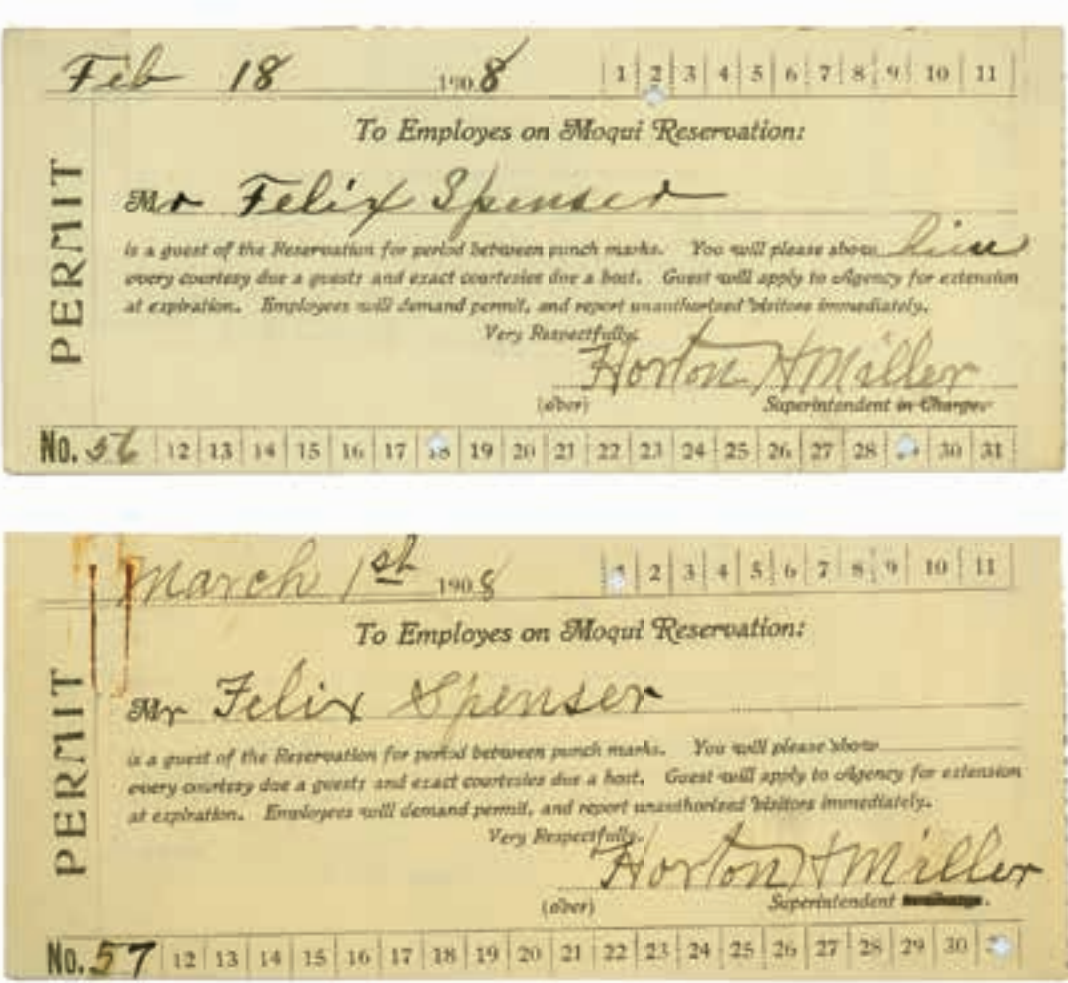 Feb 18 1908 1 2 3 4 5 6 7 8 9 10 11
To Employes on Moqui Reservation:
PERMIT
Mr Felix Spenser
is a guest of the Reservation for period between punch marks. You will please show him
every courtesy due a guests and exact courtesies due a host. Guest will apply to Agency for extension
at expiration. Employees will demand permit, and report unauthorized visitors immediately.
Very Respectfully,
Horton H Miller
(over) Superintendent in Charge.
No. 56 12 13 14 15 16 17 18 19 20 21 22 23 24 25 26 27 28 30 31
March 1st 1908 1 2 3 4 5 6 7 8 9 10 11
To Employes on Moqui Reservation:
PERMIT
Mr Felix Spenser
is a guest of the Reservation for period between punch marks. You will please show
every courtesy due a guests and exact courtesies due a host. Guest will apply to Agency for extension
at expiration. Employees will demand permit, and report unauthorized visitors immediately.
Very Respectfully,
Horton H Miller
(over) Superintendent
No. 57 12 13 14 15 16 17 18 19 20 21 22 23 24 25 26 27 28 29 30